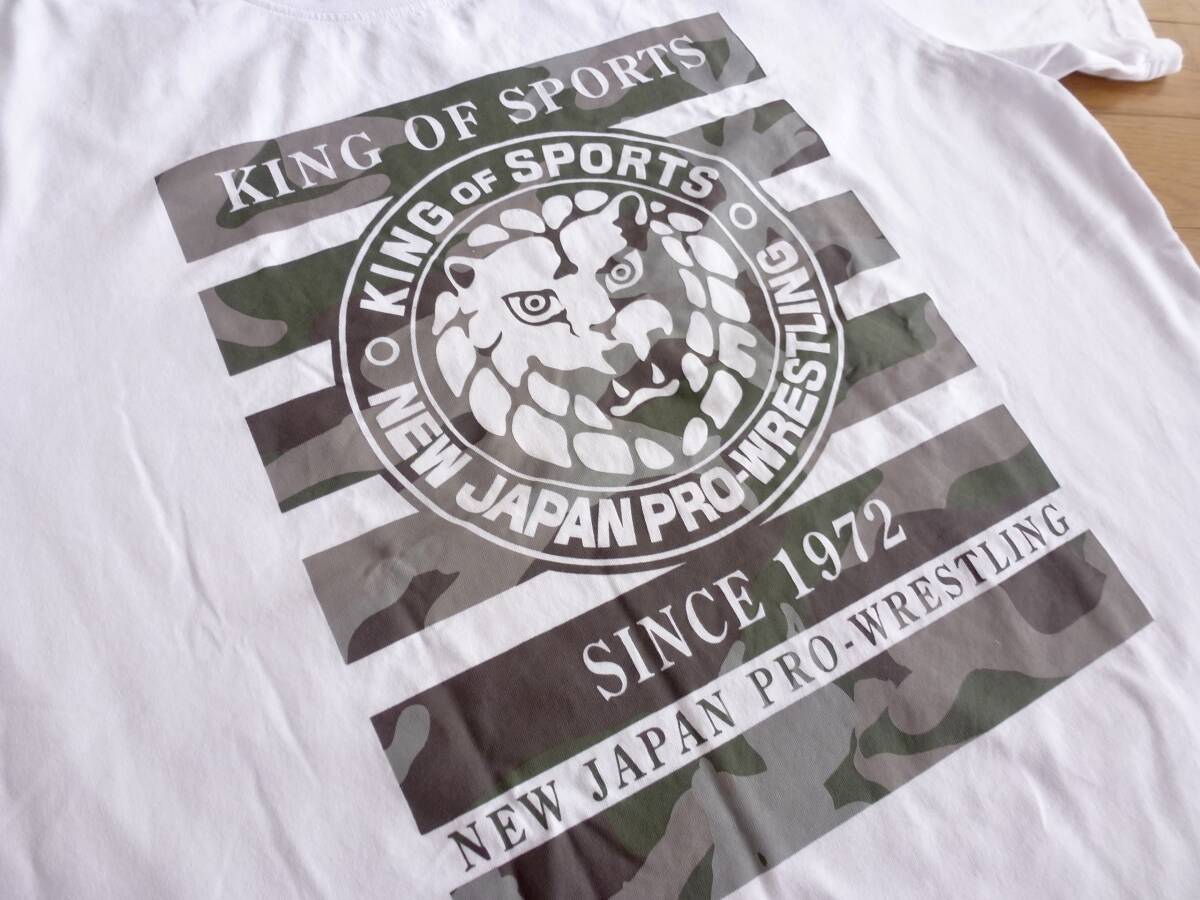 KING OF SPORTS
KING OF SPORTS
NEW JAPAN PRO-WRESTLING
SINCE 1972
NEW JAPAN PRO-WRESTLING